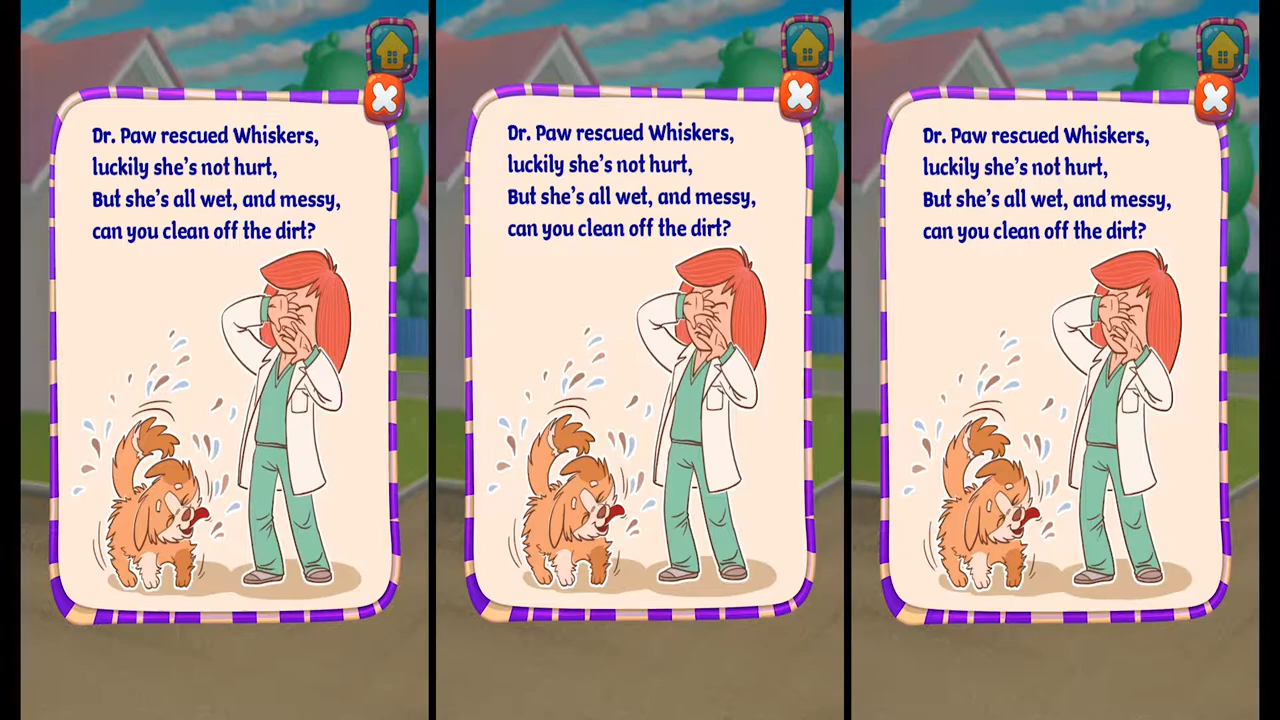 Dr. Paw rescued Whiskers,
luckily she's not hurt,
But she's all wet, and messy,
can you clean off the dirt?
Dr. Paw rescued Whiskers,
luckily she's not hurt,
But she's all wet, and messy,
can you clean off the dirt?
Dr. Paw rescued Whiskers,
luckily she's not hurt,
But she's all wet, and messy,
can you clean off the dirt?